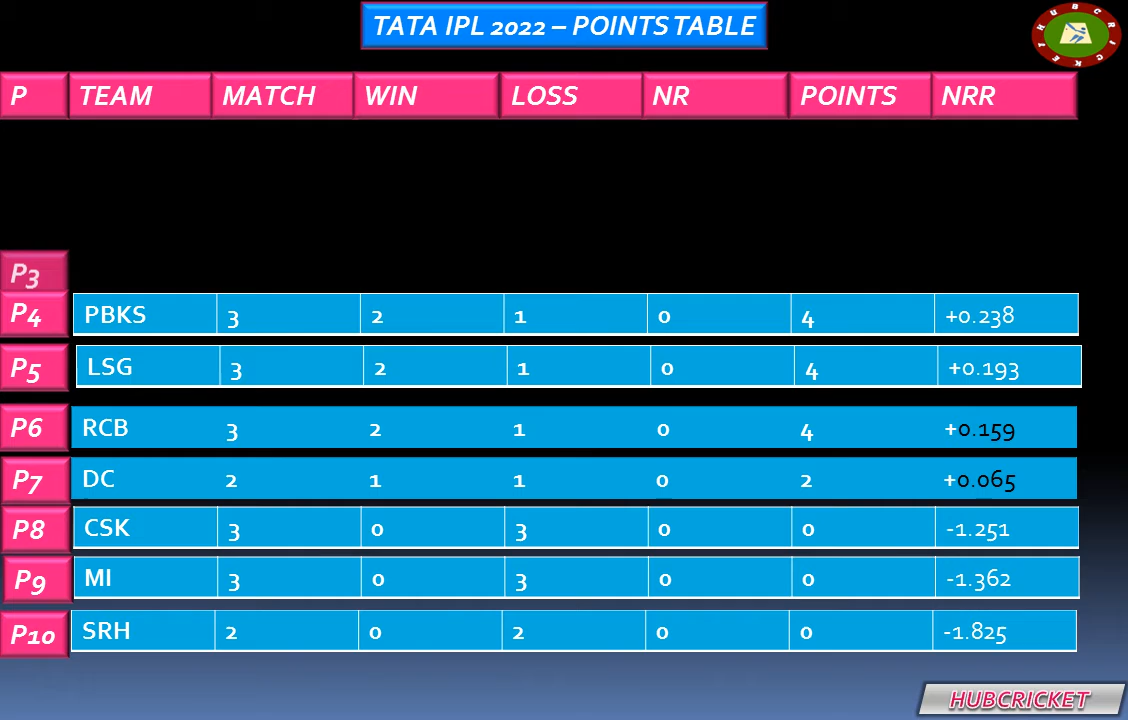 TATA IPL 2022 – POINTS TABLE
HUBCRICKET
P TEAM MATCH WIN LOSS NR POINTS NRR
P3
P4 PBKS 3 2 1 0 4 +0.238
P5 LSG 3 2 1 0 4 +0.193
P6 RCB 3 2 1 0 4 +0.159
P7 DC 2 1 1 0 2 +0.065
P8 CSK 3 0 3 0 0 -1.251
P9 MI 3 0 3 0 0 -1.362
P10 SRH 2 0 2 0 0 -1.825
HUBCRICKET